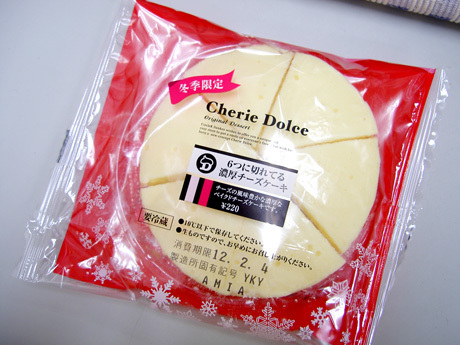 冬季限定
Cherie Dolce
Original Dessert
6つに切れてる
濃厚チーズケーキ
チーズの風味豊かな濃厚な
ベイクドチーズケーキです。
¥220
要冷蔵
●10℃以下で保存してください。
●生ものですので、お早めにお召し上がりください。
消費期限12.2.4
製造所固有記号 YKY
AMIA